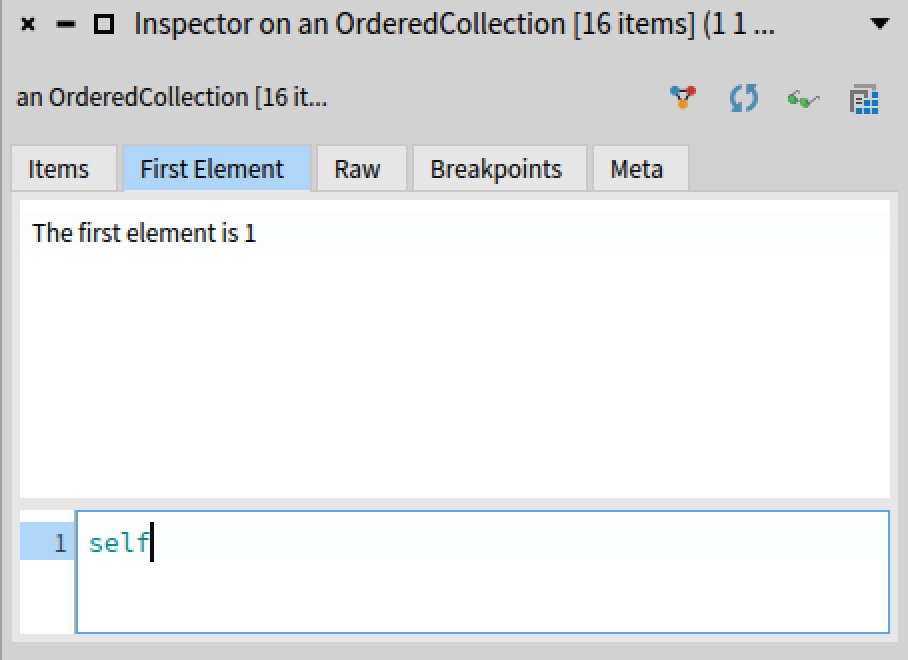 Inspector on an OrderedCollection [16 items] (1 1 ...
an OrderedCollection [16 it...
Items First Element Raw Breakpoints Meta
The first element is 1
1 self